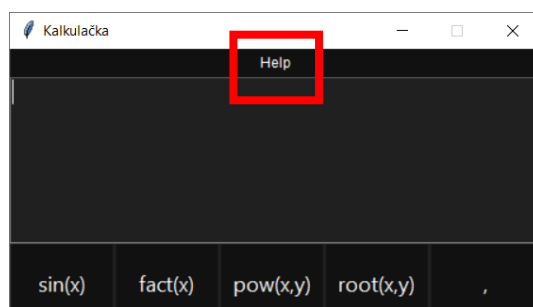 Kalkulačka
Help
sin(x) fact(x) pow(x,y) root(x,y) ,